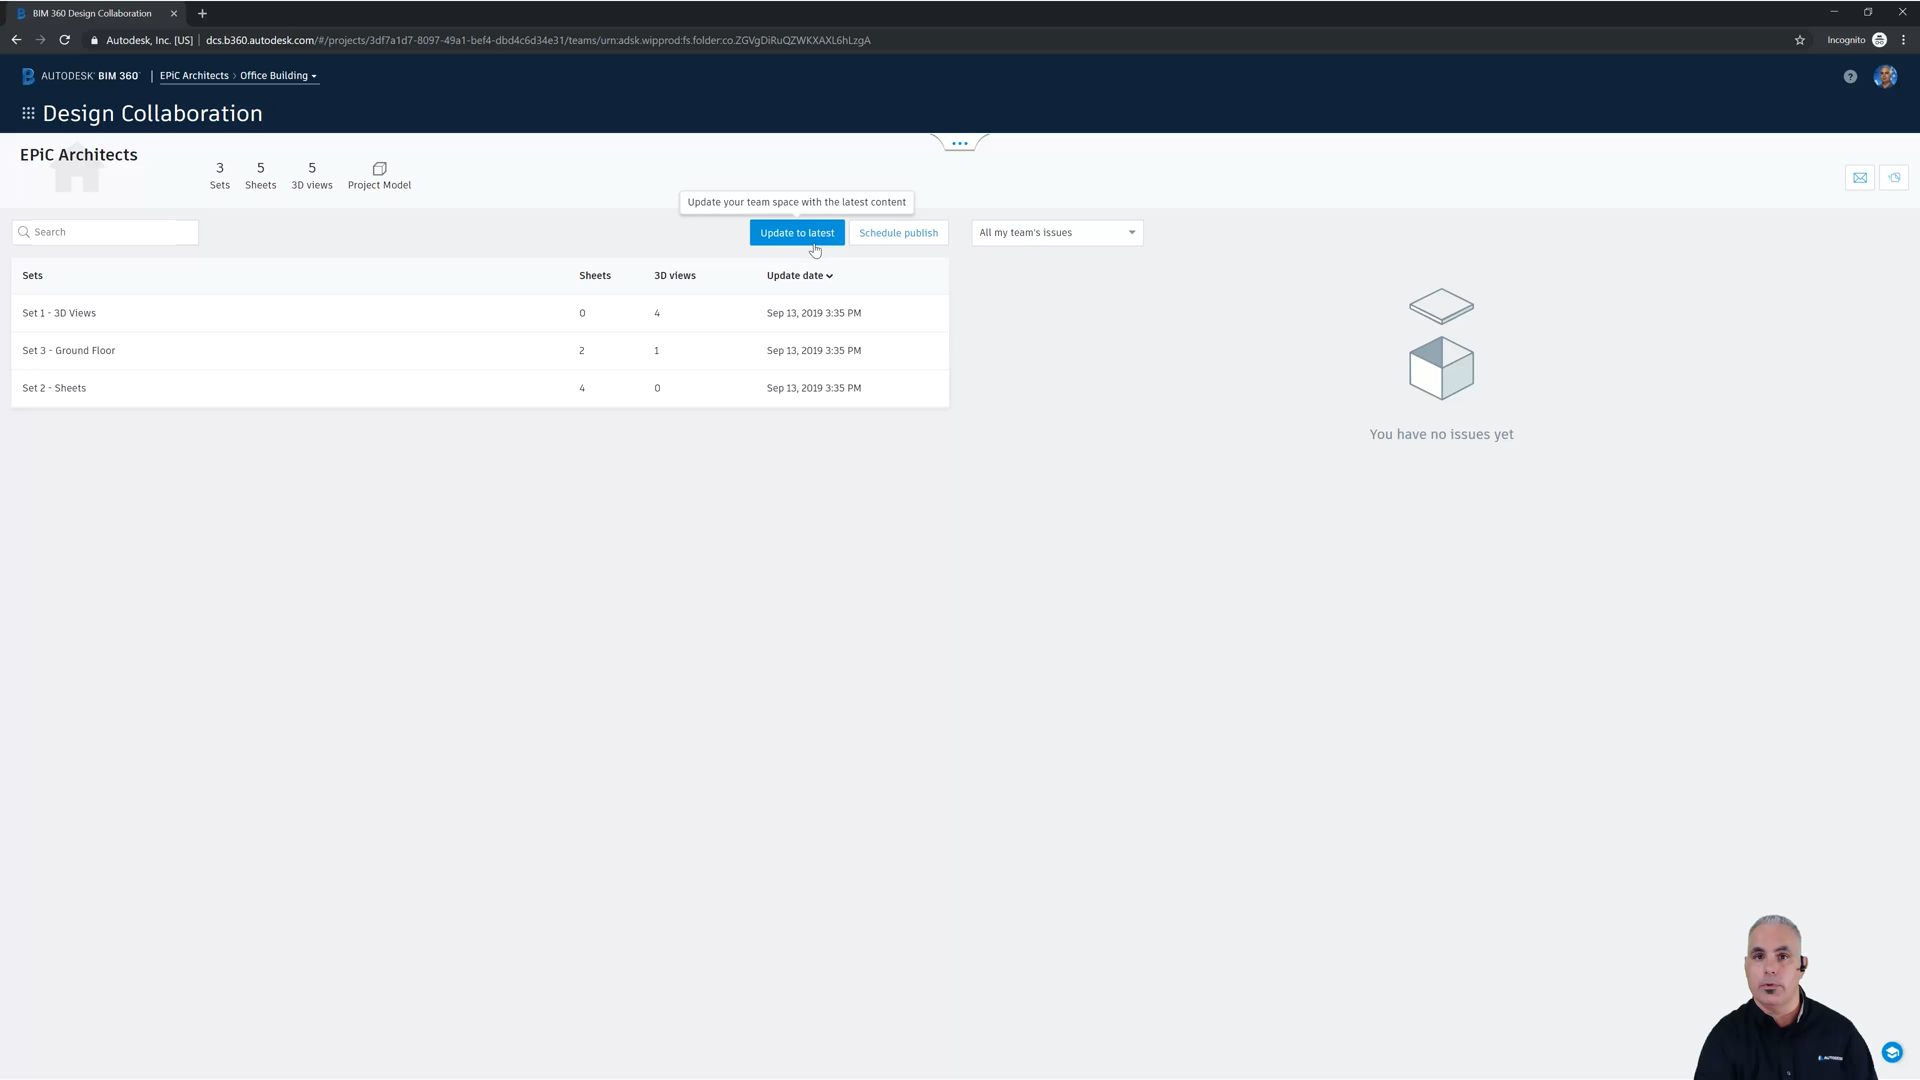 BIM 360 Design Collaboration
Autodesk, Inc. [US] | dcs.b360.autodesk.com/#/projects/3df7a1d7-8097-49a1-bef4-dbd4c6d34e31/teams/urn:adsk.wipprod:fs.folder:co.ZGVgDiRuQZWKXAXL6hLzgA
Incognito
AUTODESK BIM 360 | EPiC Architects > Office Building
?
Design Collaboration
EPiC Architects
3 5 5
Sets Sheets 3D views Project Model
Update your team space with the latest content
Search
Update to latest Schedule publish All my team's issues
Sets Sheets 3D views Update date
Set 1 - 3D Views 0 4 Sep 13, 2019 3:35 PM
Set 3 - Ground Floor 2 1 Sep 13, 2019 3:35 PM
Set 2 - Sheets 4 0 Sep 13, 2019 3:35 PM
You have no issues yet
AUTODESK